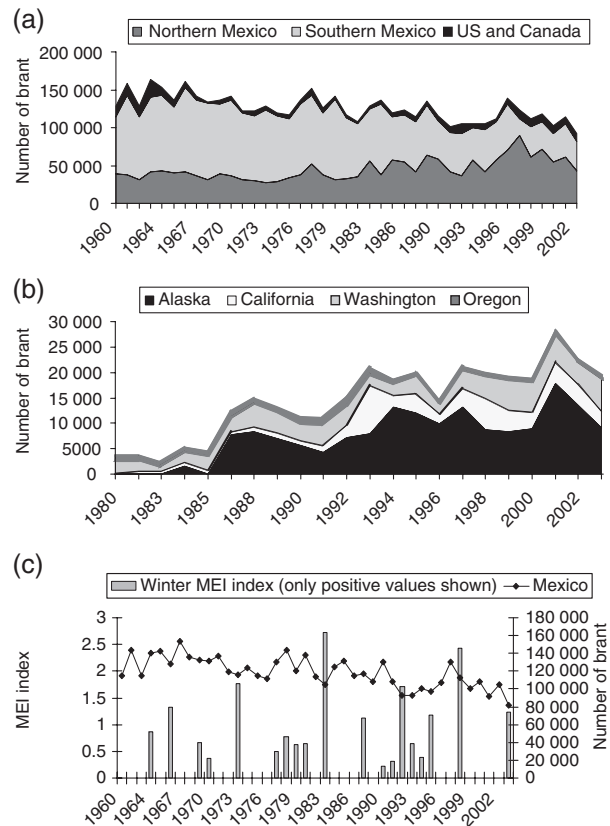 (a)
Northern Mexico Southern Mexico US and Canada
200 000
150 000
100 000
50 000
0
Number of brant
1960 1964 1967 1970 1973 1976 1979 1983 1986 1989 1993 1996 1999 2002
(b)
Alaska California Washington Oregon
30 000
25 000
20 000
15 000
10 000
5000
0
Number of brant
1980 1983 1985 1988 1990 1992 1994 1996 1998 2000 2002
(c)
Winter MEI index (only positive values shown) Mexico
3
2.5
2
1.5
1
0.5
0
MEI index
180 000
160 000
140 000
120 000
100 000
80 000
60 000
40 000
20 000
0
Number of brant
1960 1964 1967 1970 1973 1976 1979 1983 1986 1990 1993 1996 1999 2002